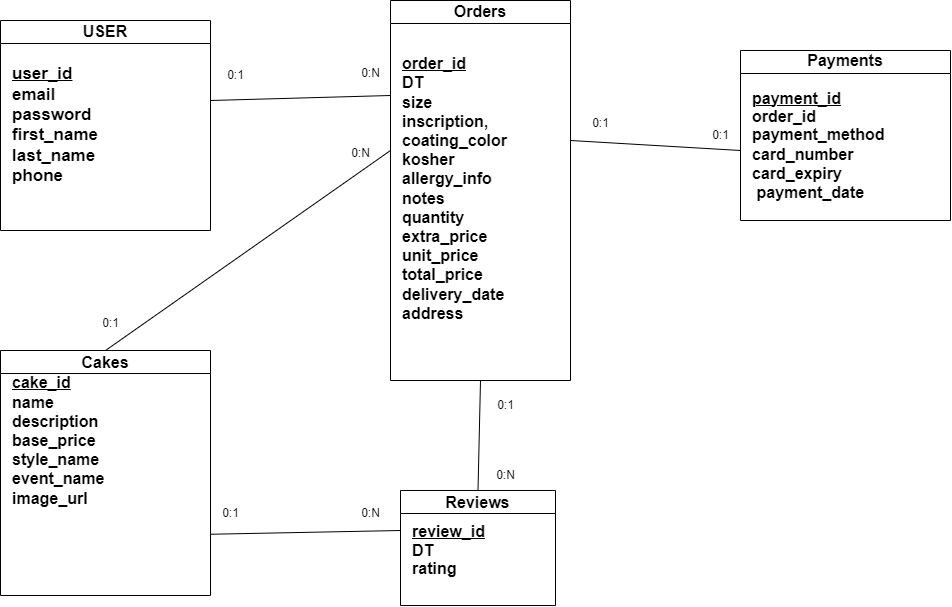 USER
user_id
email
password
first_name
last_name
phone
0:1
0:N
Orders
order_id
DT
size
inscription,
coating_color
kosher
allergy_info
notes
quantity
extra_price
unit_price
total_price
delivery_date
address
0:1
0:1
Payments
payment_id
order_id
payment_method
card_number
card_expiry
payment_date
0:N
0:1
Cakes
cake_id
name
description
base_price
style_name
event_name
image_url
0:1
0:N
0:1
0:N
Reviews
review_id
DT
rating